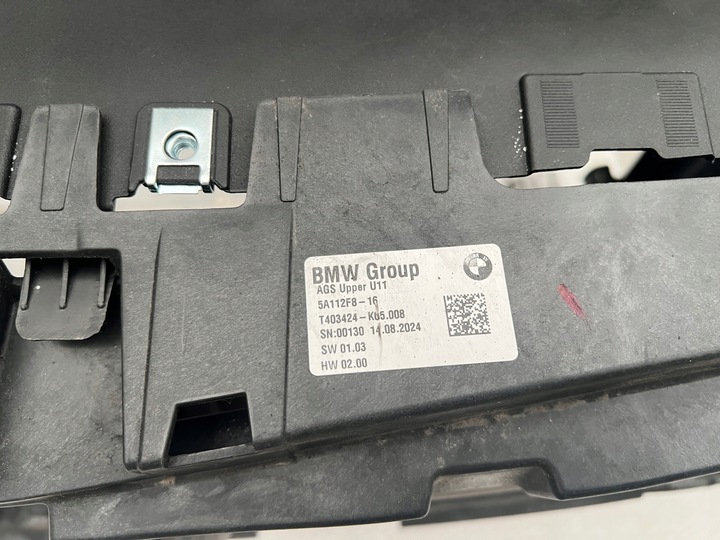 BMW Group
AGS Upper U11
5A112F8-16
T403424-K05.008
SN:00130 14.08.2024
SW 01.03
HW 02.00